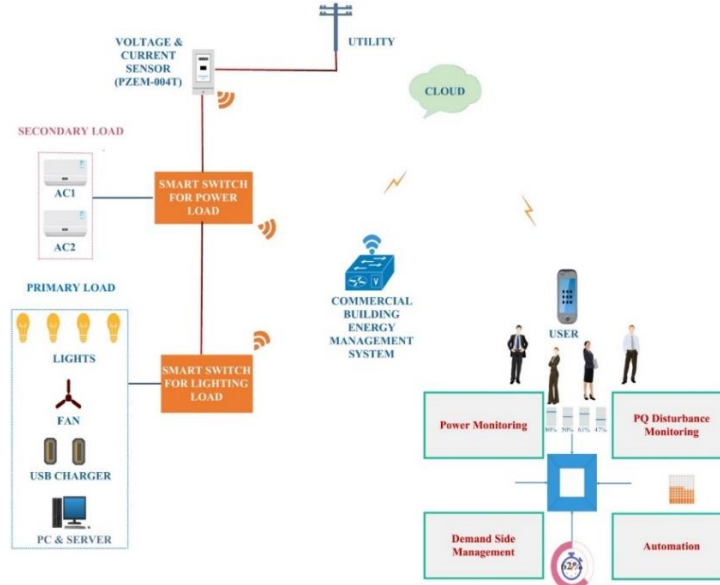 VOLTAGE &
CURRENT
SENSOR
(PZEM-004T)
UTILITY
CLOUD
SECONDARY LOAD
AC1
AC2
SMART SWITCH
FOR POWER
LOAD
PRIMARY LOAD
LIGHTS
FAN
USB CHARGER
PC & SERVER
SMART SWITCH
FOR LIGHTING
LOAD
V
COMMERCIAL
BUILDING
ENERGY
MANAGEMENT
SYSTEM
USER
Power Monitoring
61% 47%
PQ Disturbance
Monitoring
Demand Side
Management
Automation